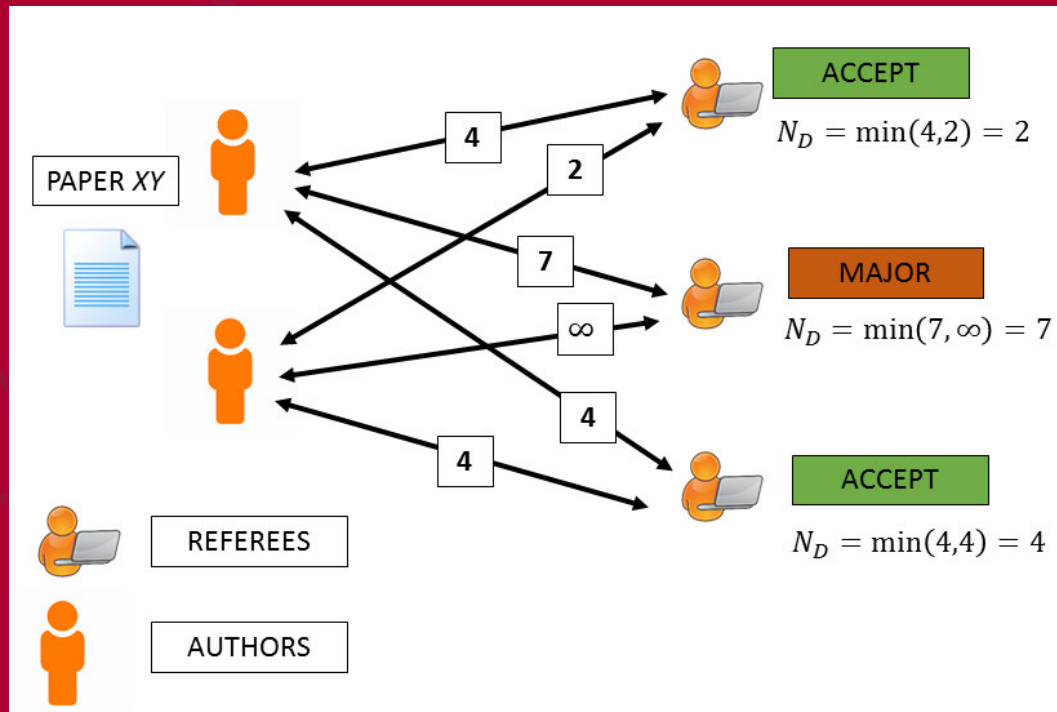 ACCEPT
4
N_D = min(4,2) = 2
2
PAPER XY
7
MAJOR
∞
N_D = min(7, ∞) = 7
4
4
ACCEPT
REFEREES
N_D = min(4,4) = 4
AUTHORS